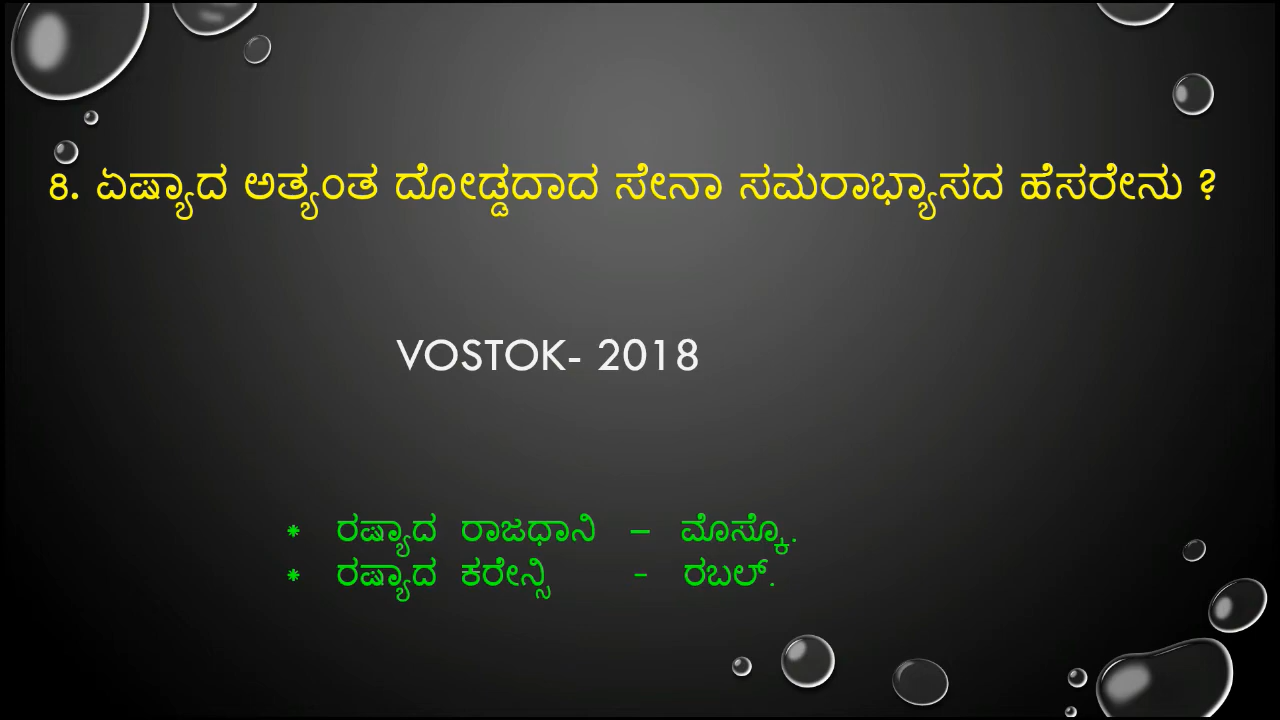 8. ಏಷ್ಯಾದ ಅತ್ಯಂತ ದೋಡ್ಡದಾದ ಸೇನಾ ಸಮರಾಭ್ಯಾಸದ ಹೆಸರೇನು ?
VOSTOK- 2018
* ರಷ್ಯಾದ ರಾಜಧಾನಿ – ಮೊಸ್ಕೊ.
* ರಷ್ಯಾದ ಕರೇನ್ಸಿ - ರಬಲ್.